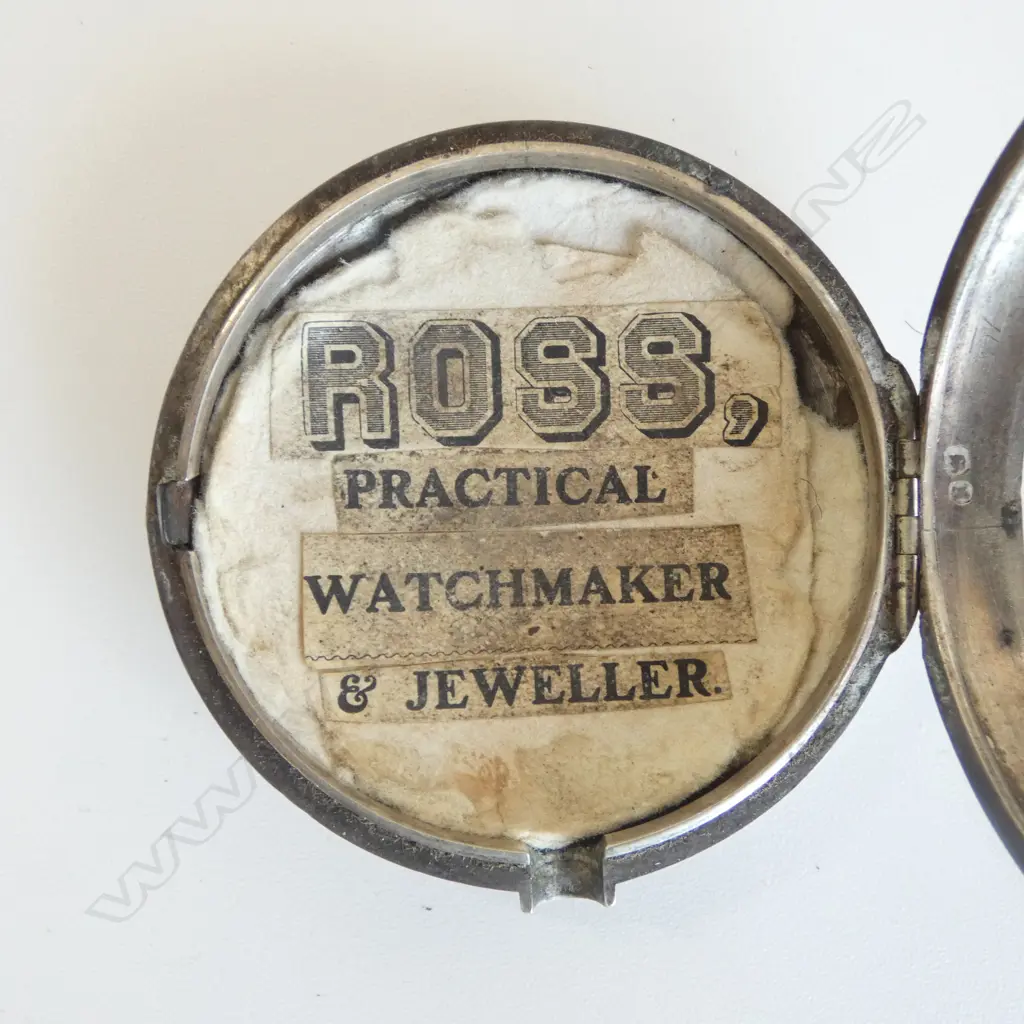 ROSS,
PRACTICAL
WATCHMAKER
& JEWELLER.